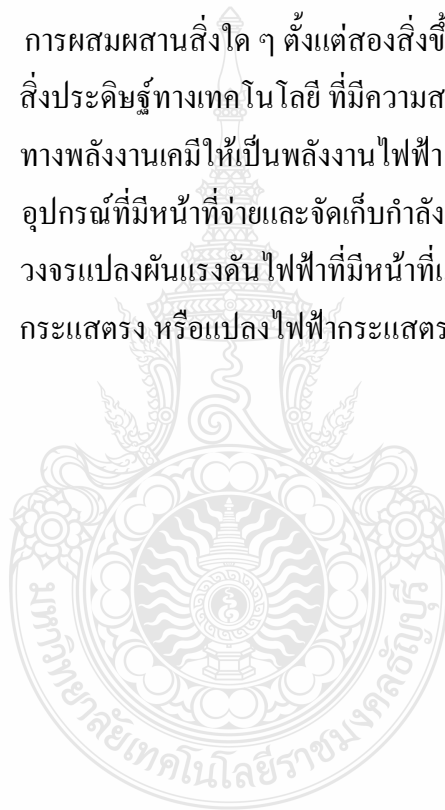 การผสมผสานสิ่งใด ๆ ตั้งแต่สองสิ่งขึ้
สิ่งประดิษฐ์ทางเทคโนโลยี ที่มีความส
ทางพลังงานเคมีให้เป็นพลังงานไฟฟ้า
อุปกรณ์ที่มีหน้าที่จ่ายและจัดเก็บกำลัง
วงจรแปลงผันแรงดันไฟฟ้าที่มีหน้าที่เ
กระแสตรง หรือแปลงไฟฟ้ากระแสตร
มหาวิทยาลัยเทคโนโลยีราชมงคลธัญบุรี